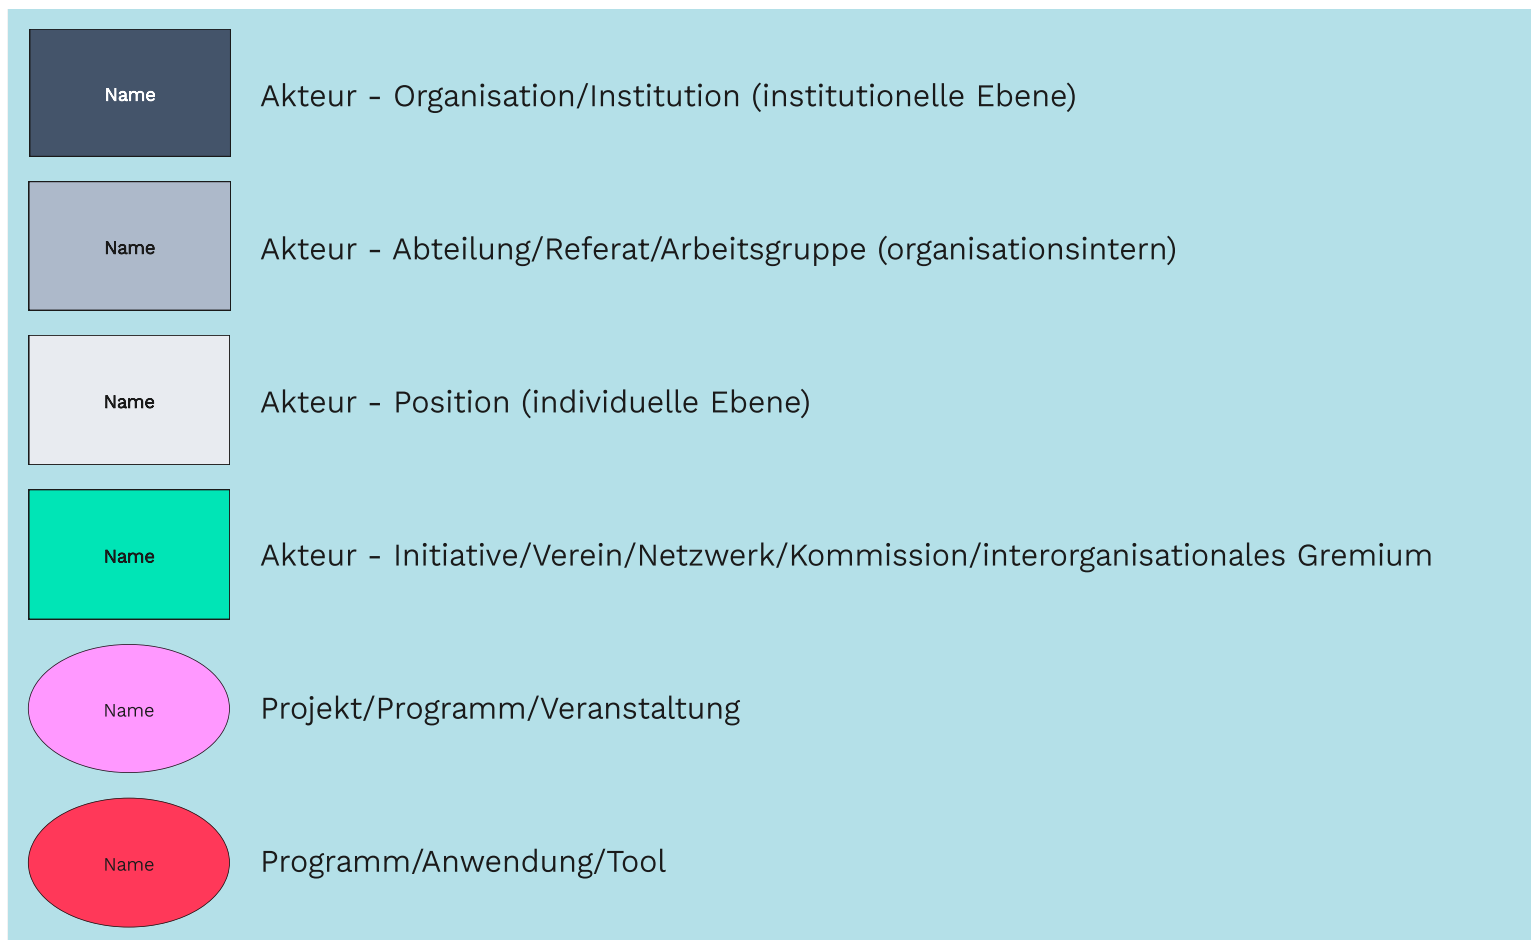 Name
Akteur - Organisation/Institution (institutionelle Ebene)
Name
Akteur - Abteilung/Referat/Arbeitsgruppe (organisationsintern)
Name
Akteur - Position (individuelle Ebene)
Name
Akteur - Initiative/Verein/Netzwerk/Kommission/interorganisationales Gremium
Name
Projekt/Programm/Veranstaltung
Name
Programm/Anwendung/Tool